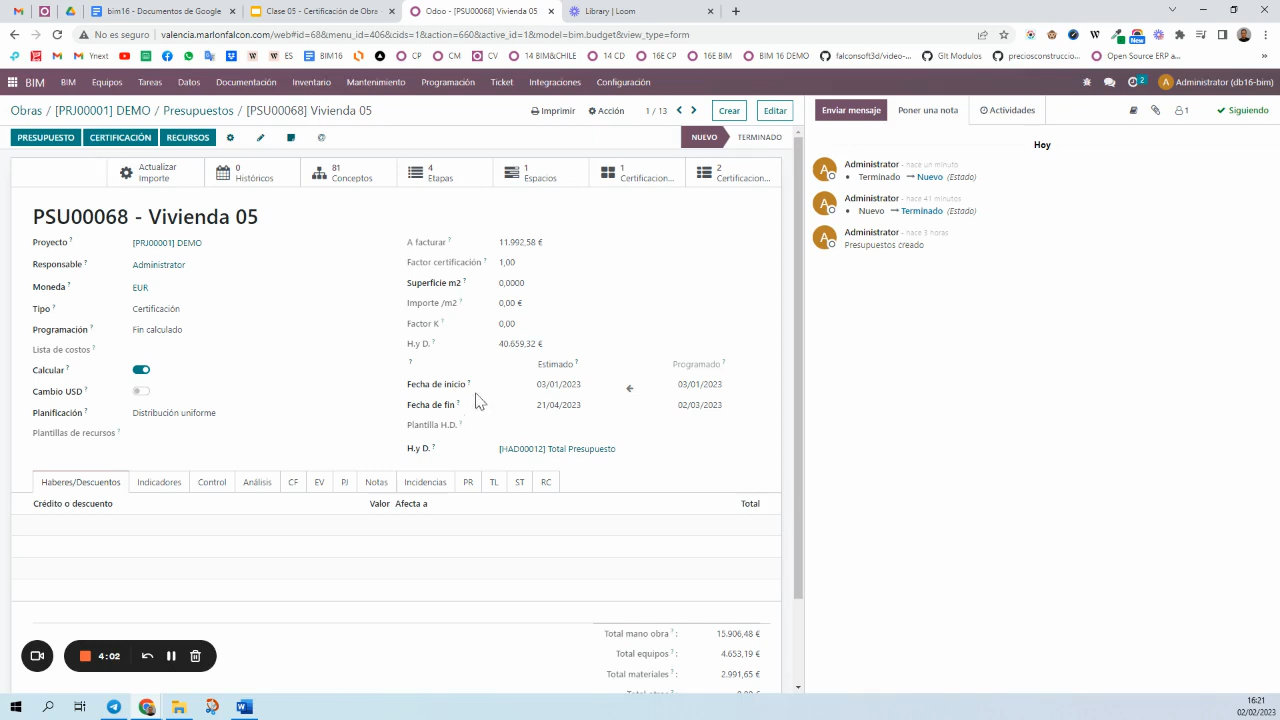 bim16 - Documentos de Google
Clase 05 - Certificación de Obra
Odoo - [PSU00068] Vivienda 05
Library | Loom
No es seguro | valencia.marlonfalcon.com/web#id=68&menu_id=406&cids=1&action=660&active_id=1&model=bim.budget&view_type=form
Ynext
BIM16
ES
CP
CM
CV
14 BIM&CHILE
14 CD
16E CP
16E BIM
BIM 16 DEMO
falconsoft3d/video-...
Git Modulos
preciosconstruccio...
Open Source ERP a...
BIM BIM Equipos Tareas Datos Documentación Inventario Mantenimiento Programación Ticket Integraciones Configuración
2 Administrator (db16-bim)
Obras / [PRJ00001] DEMO / Presupuestos / [PSU00068] Vivienda 05
Imprimir Acción 1 / 13 Crear Editar
Enviar mensaje Poner una nota Actividades 1 Siguiendo
PRESUPUESTO CERTIFICACIÓN RECURSOS @ NUEVO TERMINADO
Actualizar importe
0 Históricos
81 Conceptos
4 Etapas
1 Espacios
1 Certificacion...
2 Certificacion...
Hoy
Administrator - hace un minuto
Terminado → Nuevo (Estado)
Administrator - hace 41 minutos
Nuevo → Terminado (Estado)
Administrator - hace 3 horas
Presupuestos creado
PSU00068 - Vivienda 05
Proyecto ? [PRJ00001] DEMO
Responsable ? Administrator
Moneda ? EUR
Tipo ? Certificación
Programación ? Fin calculado
Lista de costos ?
Calcular ?
Cambio USD ?
Planificación ? Distribución uniforme
Plantillas de recursos ?
A facturar ? 11.992,58 €
Factor certificación ? 1,00
Superficie m2 ? 0,0000
Importe /m2 ? 0,00 €
Factor K ? 0,00
H.y D. ? 40.659,32 €
? Estimado ? Programado ?
Fecha de inicio ? 03/01/2023 03/01/2023
Fecha de fin ? 21/04/2023 02/03/2023
Plantilla H.D. ?
H.y D. ? [HAD00012] Total Presupuesto
Haberes/Descuentos Indicadores Control Análisis CF EV PJ Notas Incidencias PR TL ST RC
Crédito o descuento Valor Afecta a Total
Total mano obra ? : 15.906,48 €
Total equipos ? : 4.653,19 €
Total materiales ? : 2.991,65 €
4:02
16:21
02/02/2023